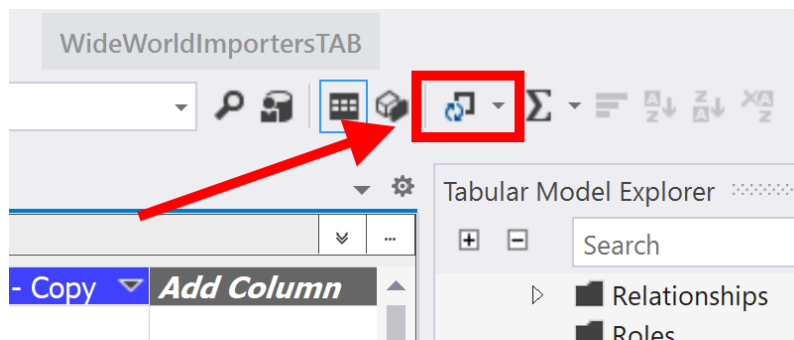 WideWorldImportersTAB
Tabular Model Explorer
Search
- Copy Add Column
Relationships
Roles